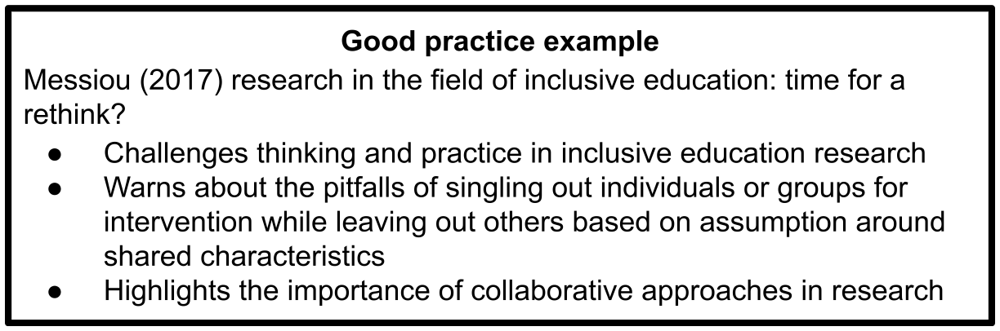 Good practice example
Messiou (2017) research in the field of inclusive education: time for a
rethink?
● Challenges thinking and practice in inclusive education research
● Warns about the pitfalls of singling out individuals or groups for
intervention while leaving out others based on assumption around
shared characteristics
● Highlights the importance of collaborative approaches in research